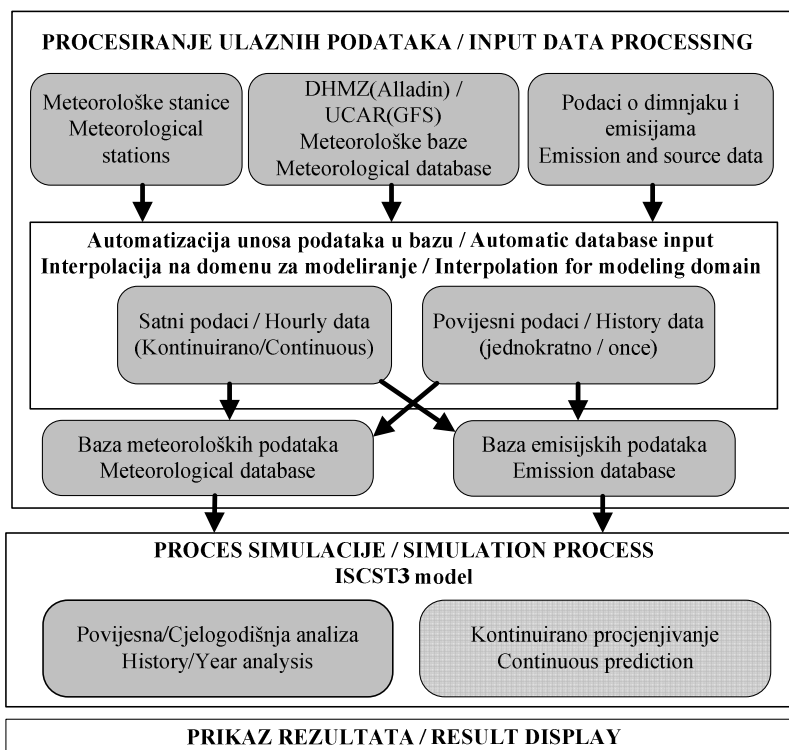 PROCESIRANJE ULAZNIH PODATAKA / INPUT DATA PROCESSING
Meteorološke stanice
Meteorological
stations
DHMZ(Alladin) /
UCAR(GFS)
Meteorološke baze
Meteorological database
Podaci o dimnjaku i
emisijama
Emission and source data
Automatizacija unosa podataka u bazu / Automatic database input
Interpolacija na domenu za modeliranje / Interpolation for modeling domain
Satni podaci / Hourly data
(Kontinuirano/Continuous)
Povijesni podaci / History data
(jednokratno / once)
Baza meteoroloških podataka
Meteorological database
Baza emisijskih podataka
Emission database
PROCES SIMULACIJE / SIMULATION PROCESS
ISCST3 model
Povijesna/Cjelogodišnja analiza
History/Year analysis
Kontinuirano procjenjivanje
Continuous prediction
PRIKAZ REZULTATA / RESULT DISPLAY